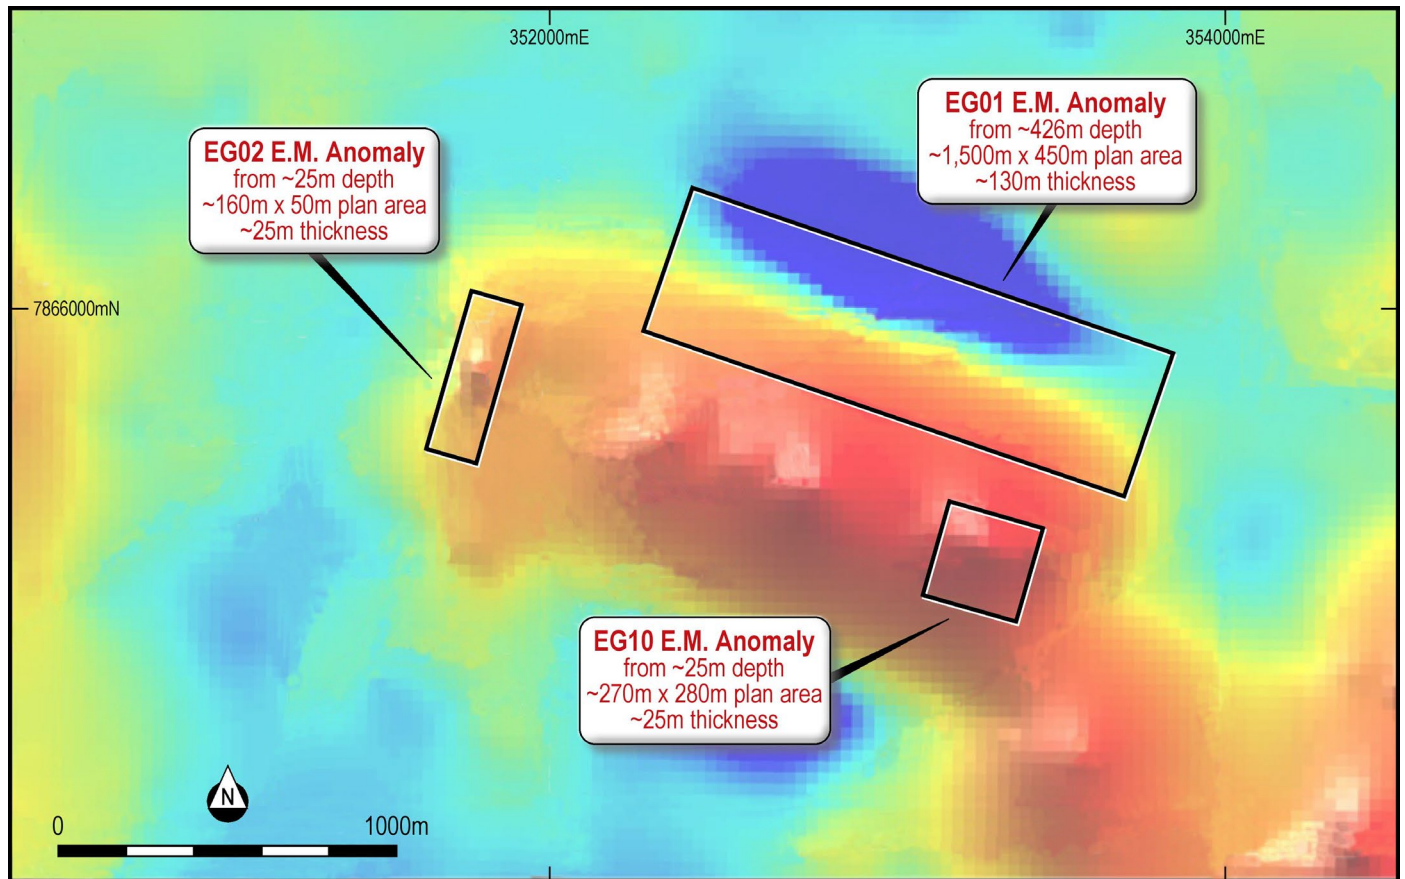 352000mE
354000mE
EG01 E.M. Anomaly
from ~426m depth
~1,500m x 450m plan area
~130m thickness
EG02 E.M. Anomaly
from ~25m depth
~160m x 50m plan area
~25m thickness
7866000mN
EG10 E.M. Anomaly
from ~25m depth
~270m x 280m plan area
~25m thickness
N
0
1000m